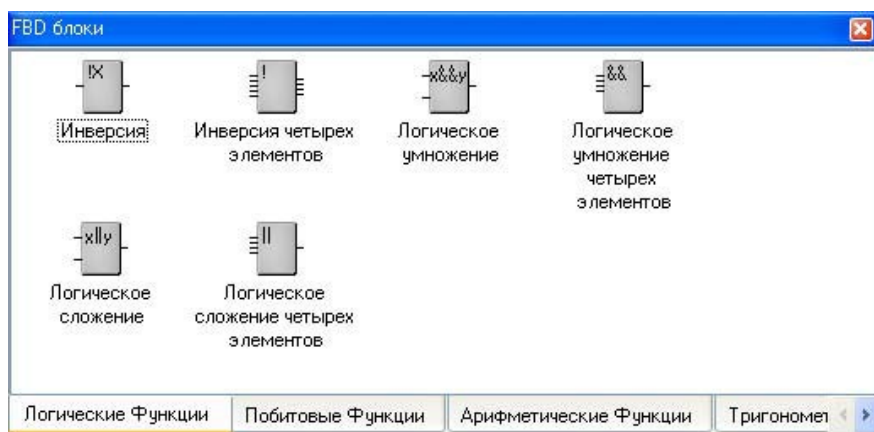 FBD блоки
!X
!
x&&y
&&
Инверсия
Инверсия четырех
элементов
Логическое
умножение
Логическое
умножение
четырех
элементов
x||y
||
Логическое
сложение
Логическое
сложение четырех
элементов
Логические Функции
Побитовые Функции
Арифметические Функции
Тригономет